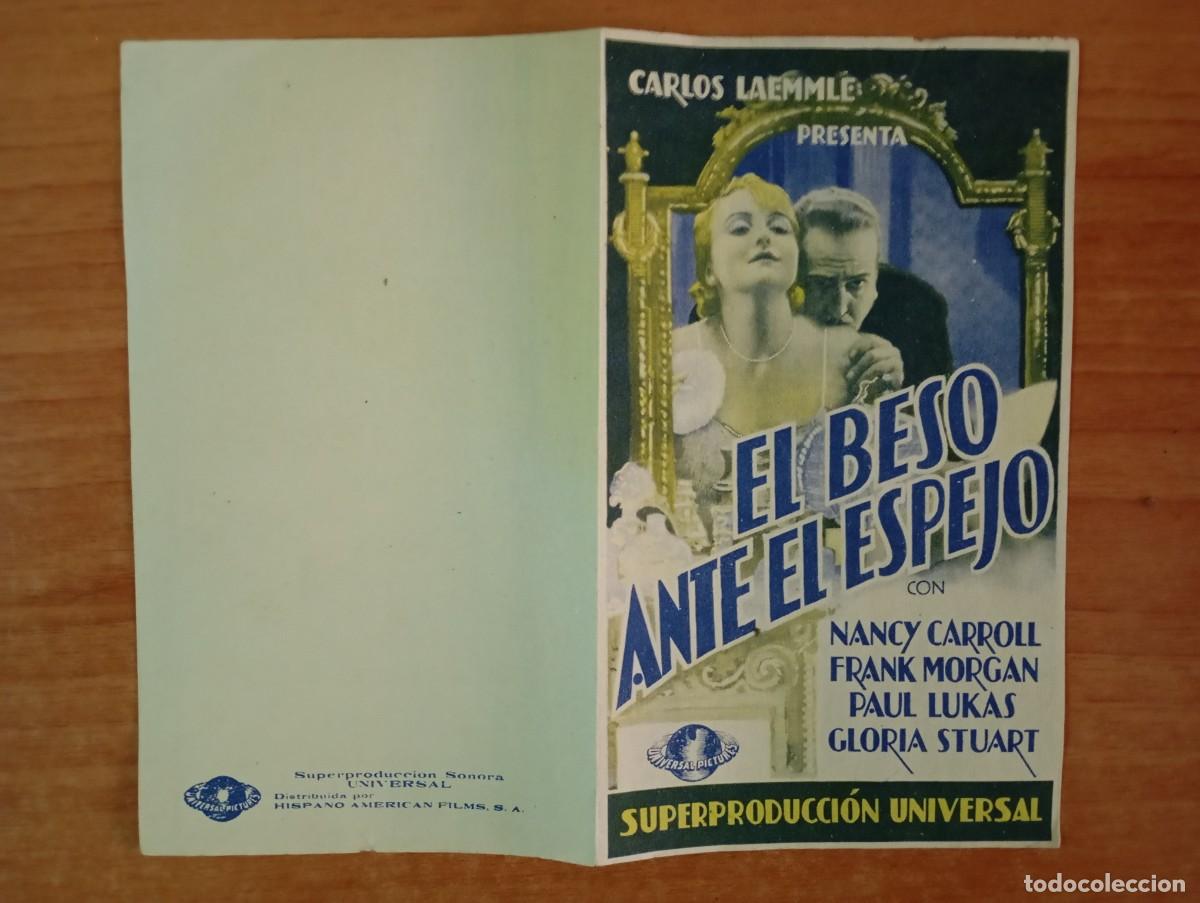 CARLOS LAEMMLE
PRESENTA
EL BESO
ANTE EL ESPEJO
CON
NANCY CARROLL
FRANK MORGAN
PAUL LUKAS
GLORIA STUART
UNIVERSAL PICTURES
SUPERPRODUCCIÓN UNIVERSAL
UNIVERSAL PICTURES
Superproduccion Sonora
UNIVERSAL
Distribuida por
HISPANO AMERICAN FILMS, S. A.
todocoleccion